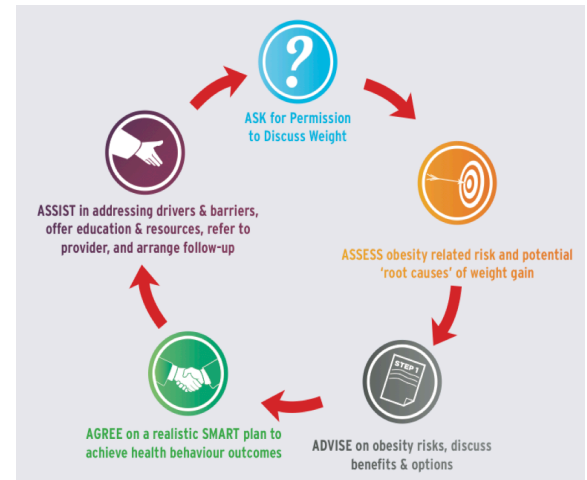 ASK for Permission
to Discuss Weight
ASSESS obesity related risk and potential
'root causes' of weight gain
STEP 1
ADVISE on obesity risks, discuss
benefits & options
AGREE on a realistic SMART plan to
achieve health behaviour outcomes
ASSIST in addressing drivers & barriers,
offer education & resources, refer to
provider, and arrange follow-up